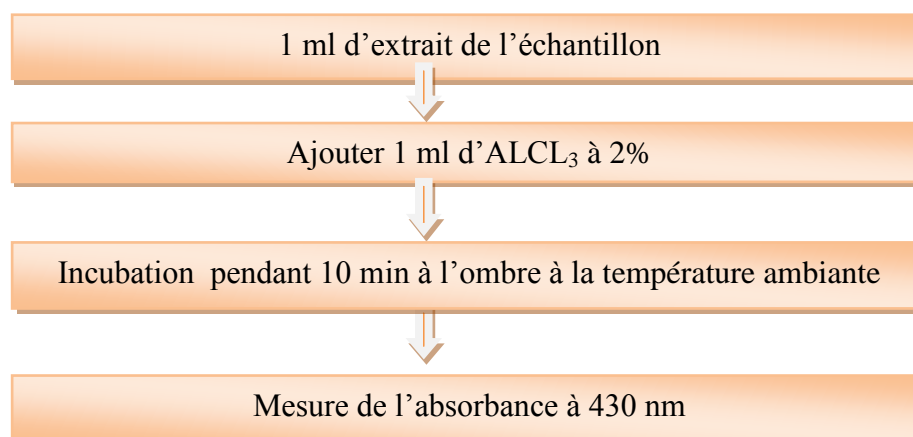 1 ml d’extrait de l’échantillon
Ajouter 1 ml d’ALCL₃ à 2%
Incubation pendant 10 min à l’ombre à la température ambiante
Mesure de l’absorbance à 430 nm